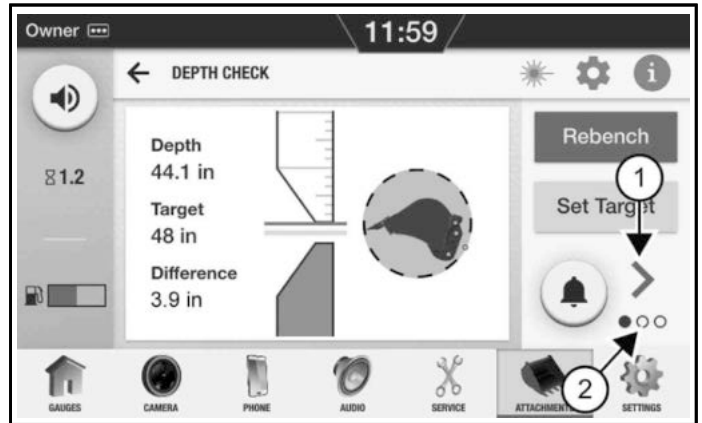 Owner
11:59
DEPTH CHECK
i
1.2
Depth
44.1 in
Target
48 in
Difference
3.9 in
Rebench
1
Set Target
2
GAUGES
CAMERA
PHONE
AUDIO
SERVICE
ATTACHMENTS
SETTINGS